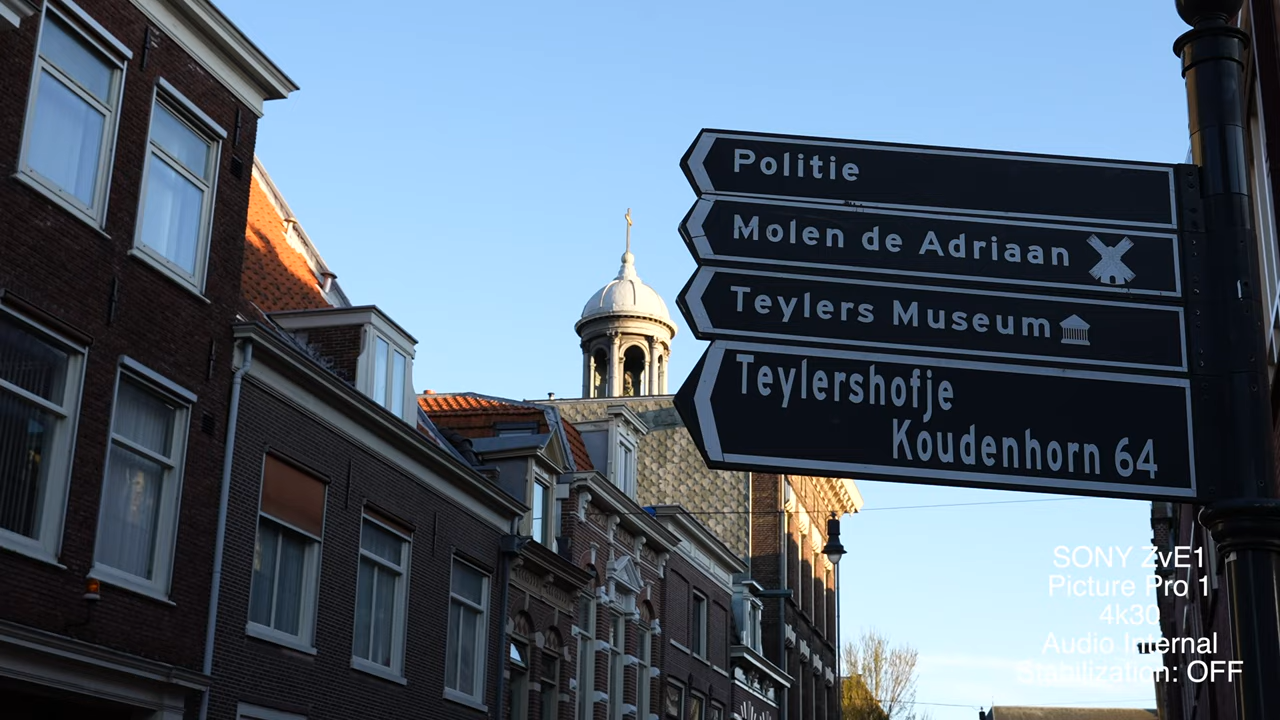 Politie
Molen de Adriaan
Teylers Museum
Teylershofje
Koudenhorn 64
SONY ZvE1
Picture Pro 1
4k30
Audio Internal
Stabilization: OFF